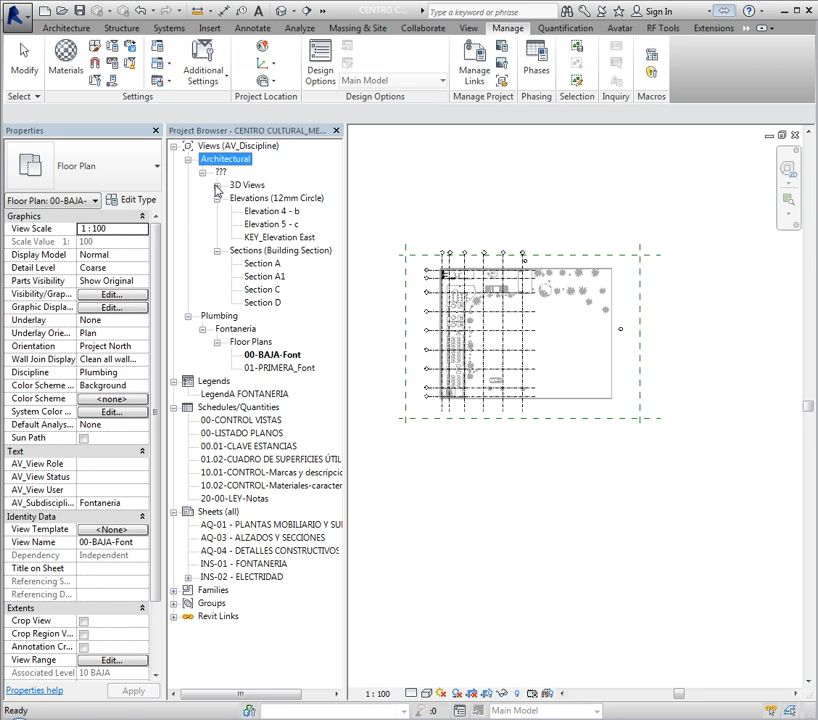 CENTRO C...
Type a keyword or phrase
Sign In
Architecture Structure Systems Insert Annotate Analyze Massing & Site Collaborate View Manage Quantification Avatar RF Tools Extensions
Modify
Materials
Additional
Settings
Design
Options
Main Model
Manage
Links
Phases
Select
Settings
Project Location
Design Options
Manage Project
Phasing
Selection
Inquiry
Macros
Properties
Floor Plan
Floor Plan: 00-BAJA-
Edit Type
Graphics
View Scale 1 : 100
Scale Value 1: 100
Display Model Normal
Detail Level Coarse
Parts Visibility Show Original
Visibility/Grap... Edit...
Graphic Displa... Edit...
Underlay None
Underlay Orie... Plan
Orientation Project North
Wall Join Display Clean all wall...
Discipline Plumbing
Color Scheme ... Background
Color Scheme <none>
System Color ... Edit...
Default Analys... None
Sun Path
Text
AV_View Role
AV_View Status
AV_View User
AV_Subdiscipli... Fontaneria
Identity Data
View Template <None>
View Name 00-BAJA-Font
Dependency Independent
Title on Sheet
Referencing S...
Referencing D...
Extents
Crop View
Crop Region V...
Annotation Cr...
View Range Edit...
Associated Level 10 BAJA
Properties help
Apply
Project Browser - CENTRO CULTURAL_ME...
Views (AV_Discipline)
Architectural
???
3D Views
Elevations (12mm Circle)
Elevation 4 - b
Elevation 5 - c
KEY_Elevation East
Sections (Building Section)
Section A
Section A1
Section C
Section D
Plumbing
Fontaneria
Floor Plans
00-BAJA-Font
01-PRIMERA_Font
Legends
LegendA FONTANERIA
Schedules/Quantities
00-CONTROL VISTAS
00-LISTADO PLANOS
00.01-CLAVE ESTANCIAS
01.02-CUADRO DE SUPERFICIES ÚTIL
10.01-CONTROL-Marcas y descripcio
10.02-CONTROL-Materiales-caracter
20-00-LEY-Notas
Sheets (all)
AQ-01 - PLANTAS MOBILIARIO Y SU
AQ-03 - ALZADOS Y SECCIONES
AQ-04 - DETALLES CONSTRUCTIVOS
INS-01 - FONTANERIA
INS-02 - ELECTRIDAD
Families
Groups
Revit Links
1 : 100
Ready
:0
Main Model